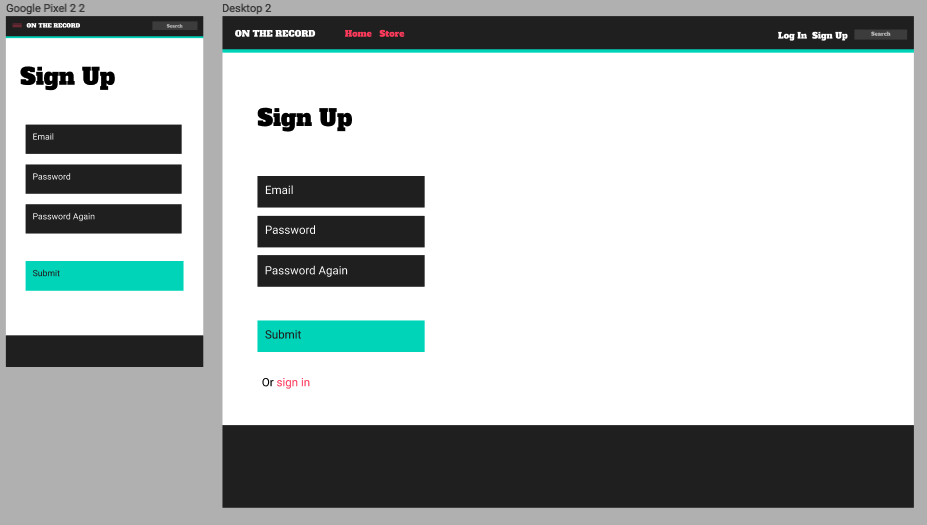 Google Pixel 2 2
ON THE RECORD
Search
Sign Up
Email
Password
Password Again
Submit
Desktop 2
ON THE RECORD Home Store Log In Sign Up Search
Sign Up
Email
Password
Password Again
Submit
Or sign in